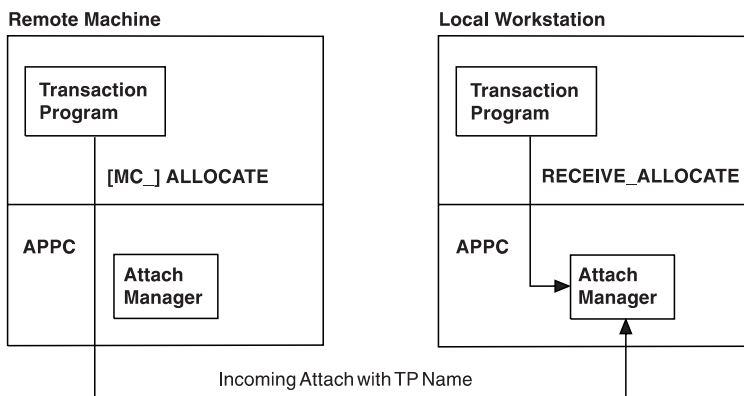 Remote Machine
Transaction
Program
[MC_] ALLOCATE
APPC
Attach
Manager
Local Workstation
Transaction
Program
RECEIVE_ALLOCATE
APPC
Attach
Manager
Incoming Attach with TP Name